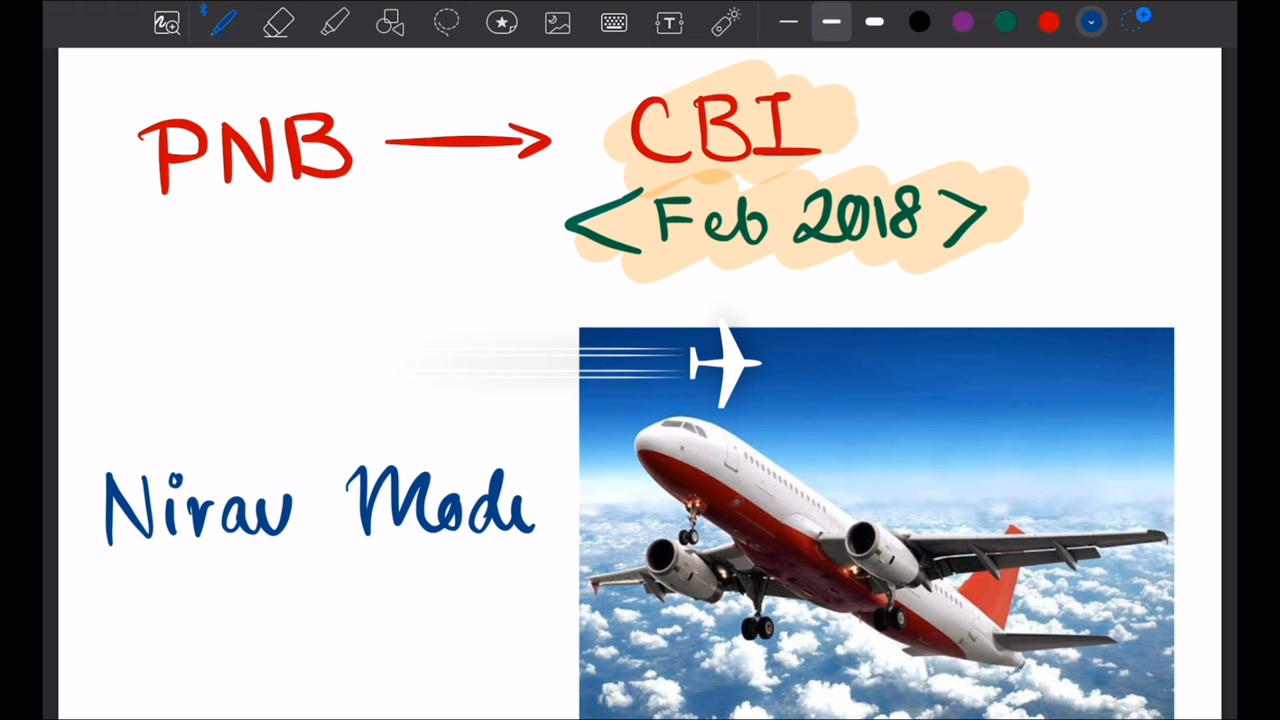 PNB → CBI
<Feb 2018>
Nirav Modi